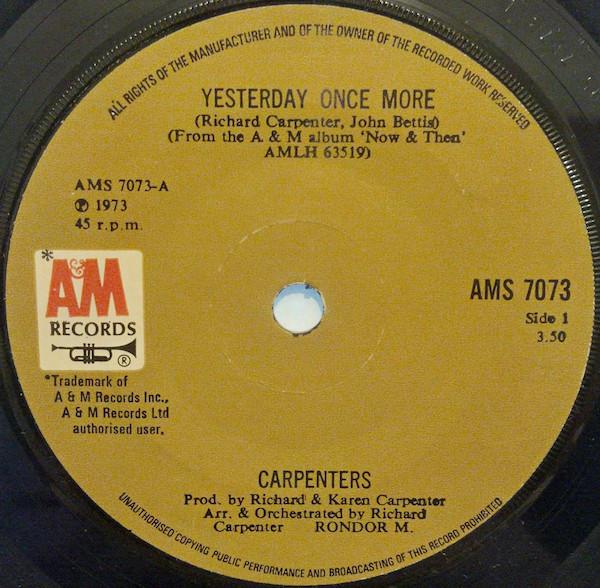 ALL RIGHTS OF THE MANUFACTURER AND OF THE OWNER OF THE RECORDED WORK RESERVED
YESTERDAY ONCE MORE
(Richard Carpenter, John Bettis)
(From the A. & M album 'Now & Then'
AMLH 63519)
AMS 7073-A
℗ 1973
45 r.p.m.
*
A&M
RECORDS
®
*Trademark of
A & M Records Inc.,
A & M Records Ltd
authorised user.
AMS 7073
Side 1
3.50
CARPENTERS
Prod. by Richard & Karen Carpenter
Arr. & Orchestrated by Richard
Carpenter RONDOR M.
UNAUTHORISED COPYING PUBLIC PERFORMANCE AND BROADCASTING OF THIS RECORD PROHIBITED